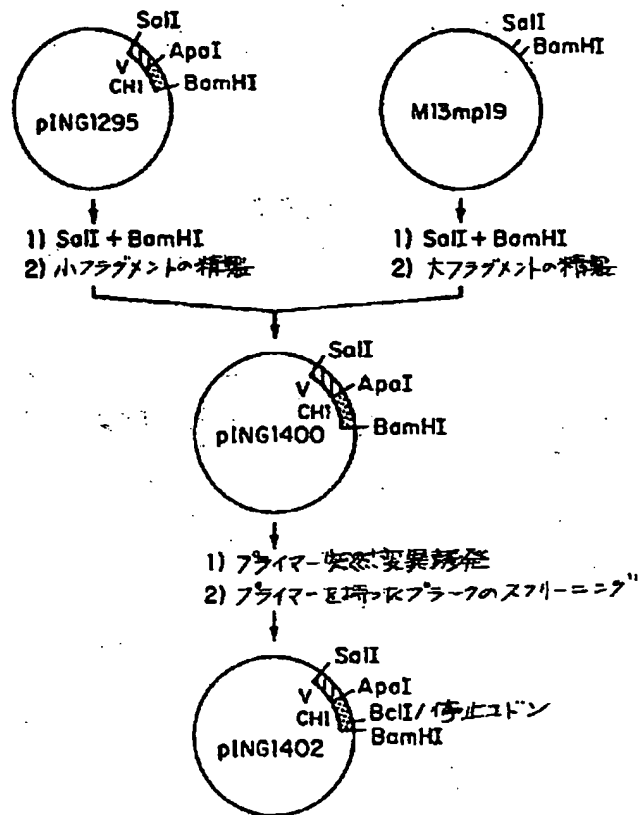 SalI
ApaI
V
CH1
BamHI
pING1295
SalI
BamHI
M13mp19
1) SalI + BamHI
2) 小フラグメントの精製
1) SalI + BamHI
2) 大フラグメントの精製
SalI
V
ApaI
CH1
BamHI
pING1400
1) プライマー突然変異誘発
2) プライマーを持ったプラークのスクリーニング
SalI
V
ApaI
CH1
BclI/停止コドン
BamHI
pING1402